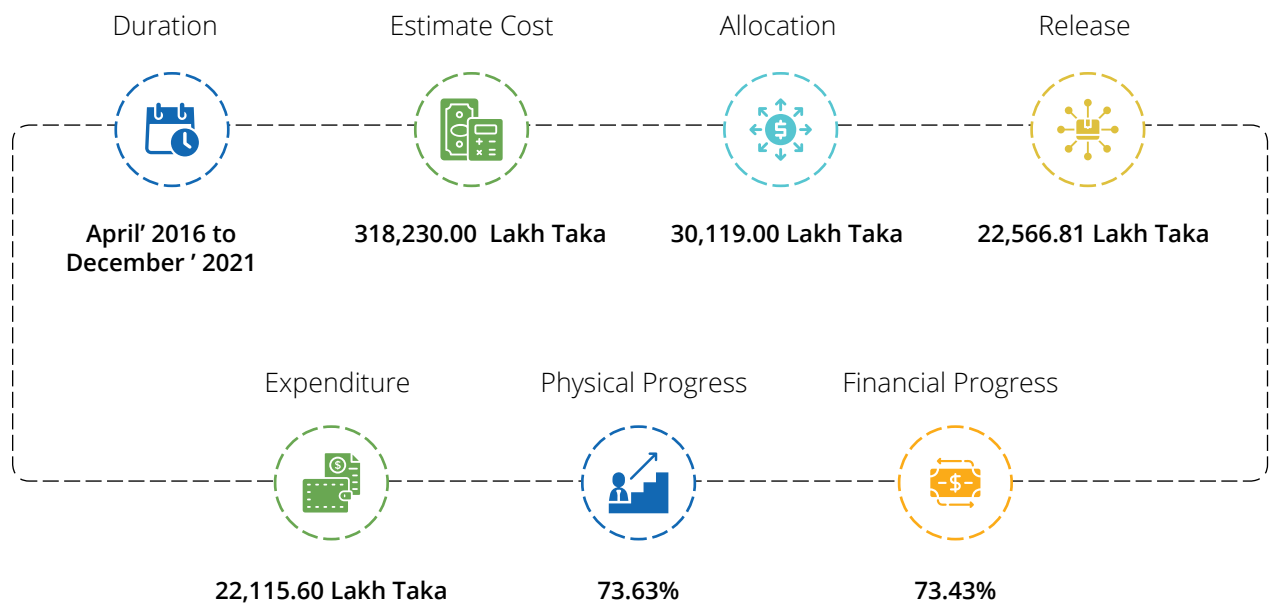 Duration
Estimate Cost
Allocation
Release
April’ 2016 to
December ’ 2021
318,230.00 Lakh Taka
30,119.00 Lakh Taka
22,566.81 Lakh Taka
Expenditure
Physical Progress
Financial Progress
22,115.60 Lakh Taka
73.63%
73.43%